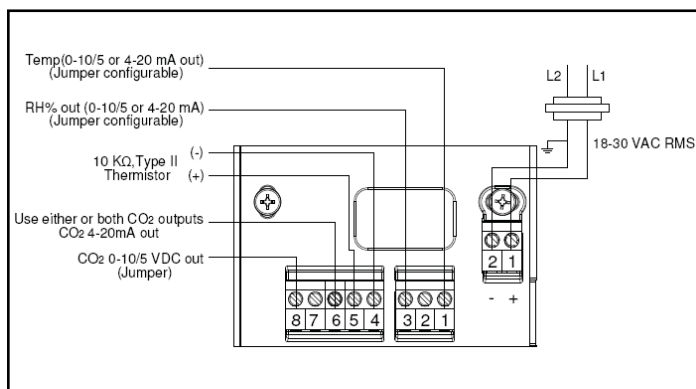 Temp(0-10/5 or 4-20 mA out)
(Jumper configurable)
RH% out (0-10/5 or 4-20 mA)
(Jumper configurable)
10 KΩ,Type II
Thermistor
(-)
(+)
Use either or both CO2 outputs
CO2 4-20mA out
CO2 0-10/5 VDC out
(Jumper)
L2 L1
18-30 VAC RMS
2 1
- +
8 7 6 5 4
3 2 1